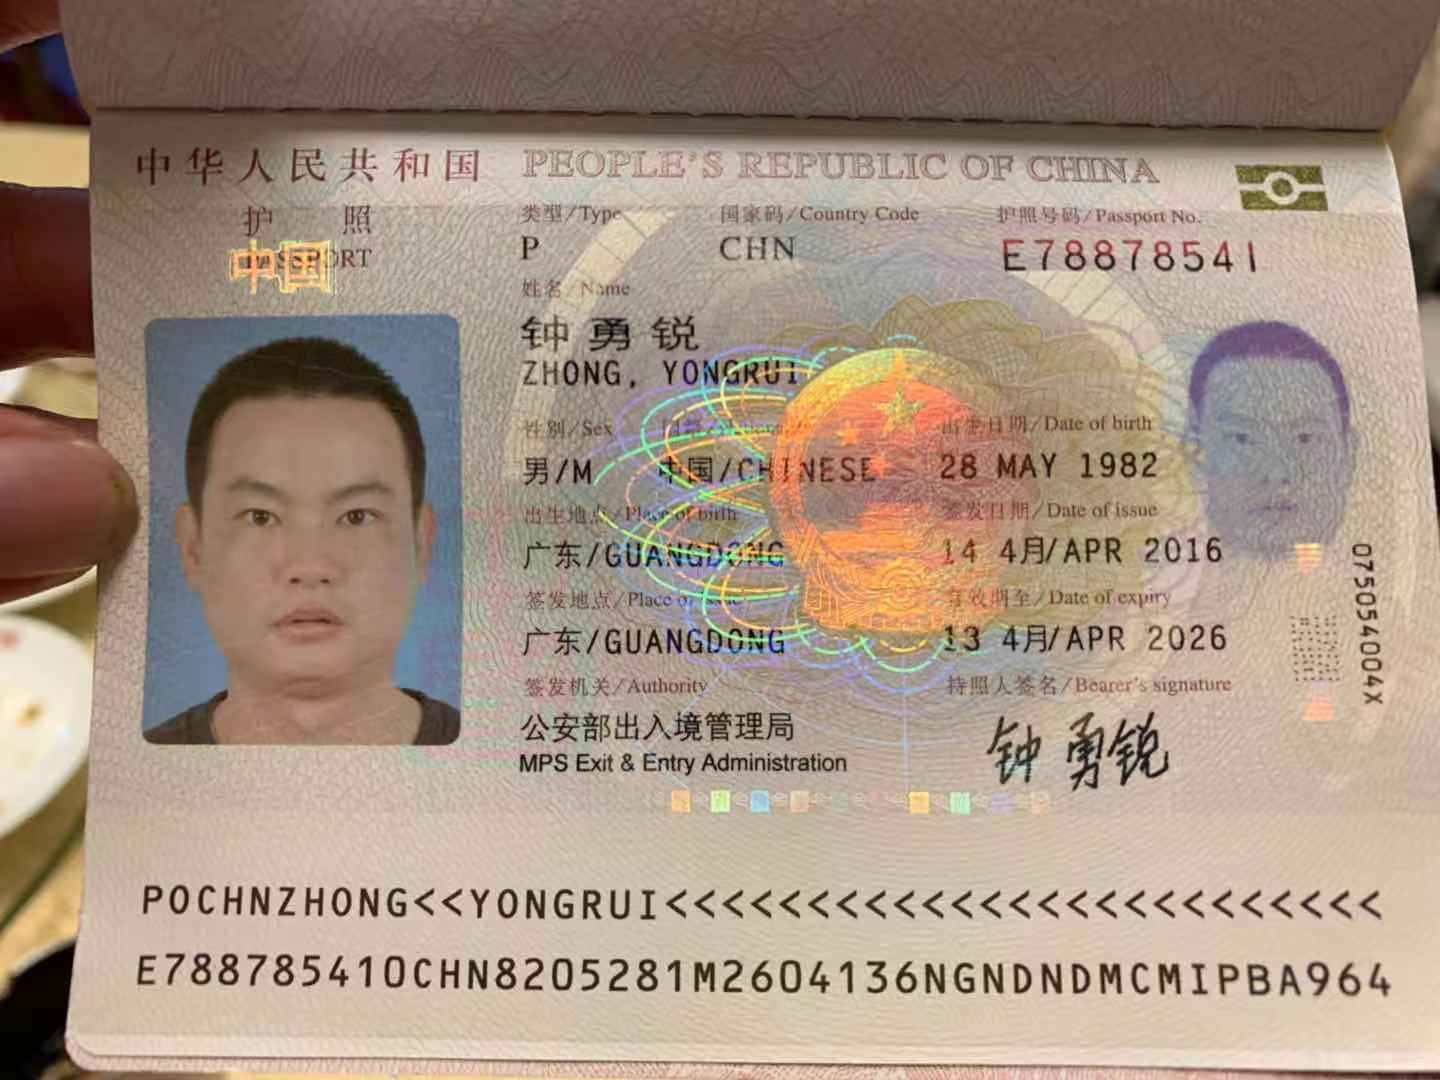 中华人民共和国 PEOPLE'S REPUBLIC OF CHINA
护 照 类型/Type 国家码/Country Code 护照号码/Passport No.
PASSPORT P CHN E78878541
中国
姓名/Name
钟勇锐
ZHONG, YONGRUI
性别/Sex 国籍/Nationality 出生日期/Date of birth
男/M 中国/CHINESE 28 MAY 1982
出生地点/Place of birth 签发日期/Date of issue
广东/GUANGDONG 14 4月/APR 2016
签发地点/Place of issue 有效期至/Date of expiry
广东/GUANGDONG 13 4月/APR 2026
签发机关/Authority 持照人签名/Bearer's signature
公安部出入境管理局 钟勇锐
MPS Exit & Entry Administration
075054004X
POCHNZHONG<<YONGRUI<<<<<<<<<<<<<<<<<<<<<<<<<
E788785410CHN8205281M2604136NGNDNDMCMIPBA964